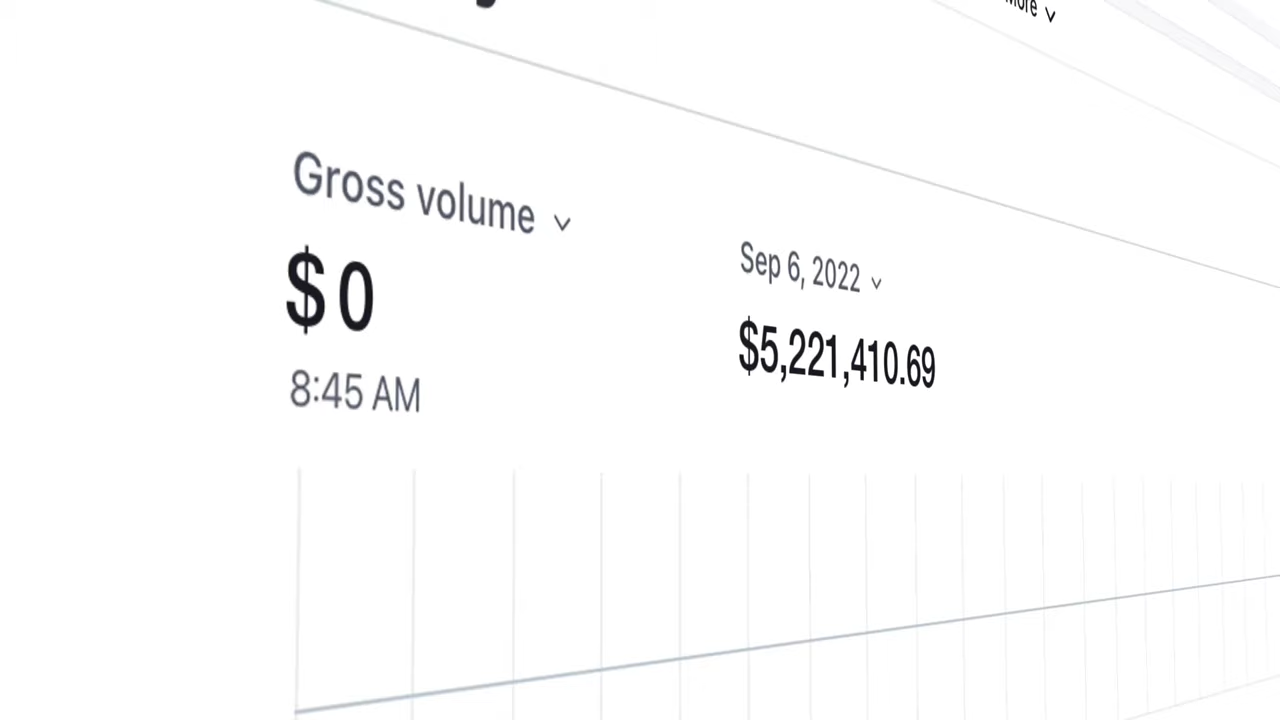 Gross volume
$0
8:45 AM
Sep 6, 2022
$5,221,410.69